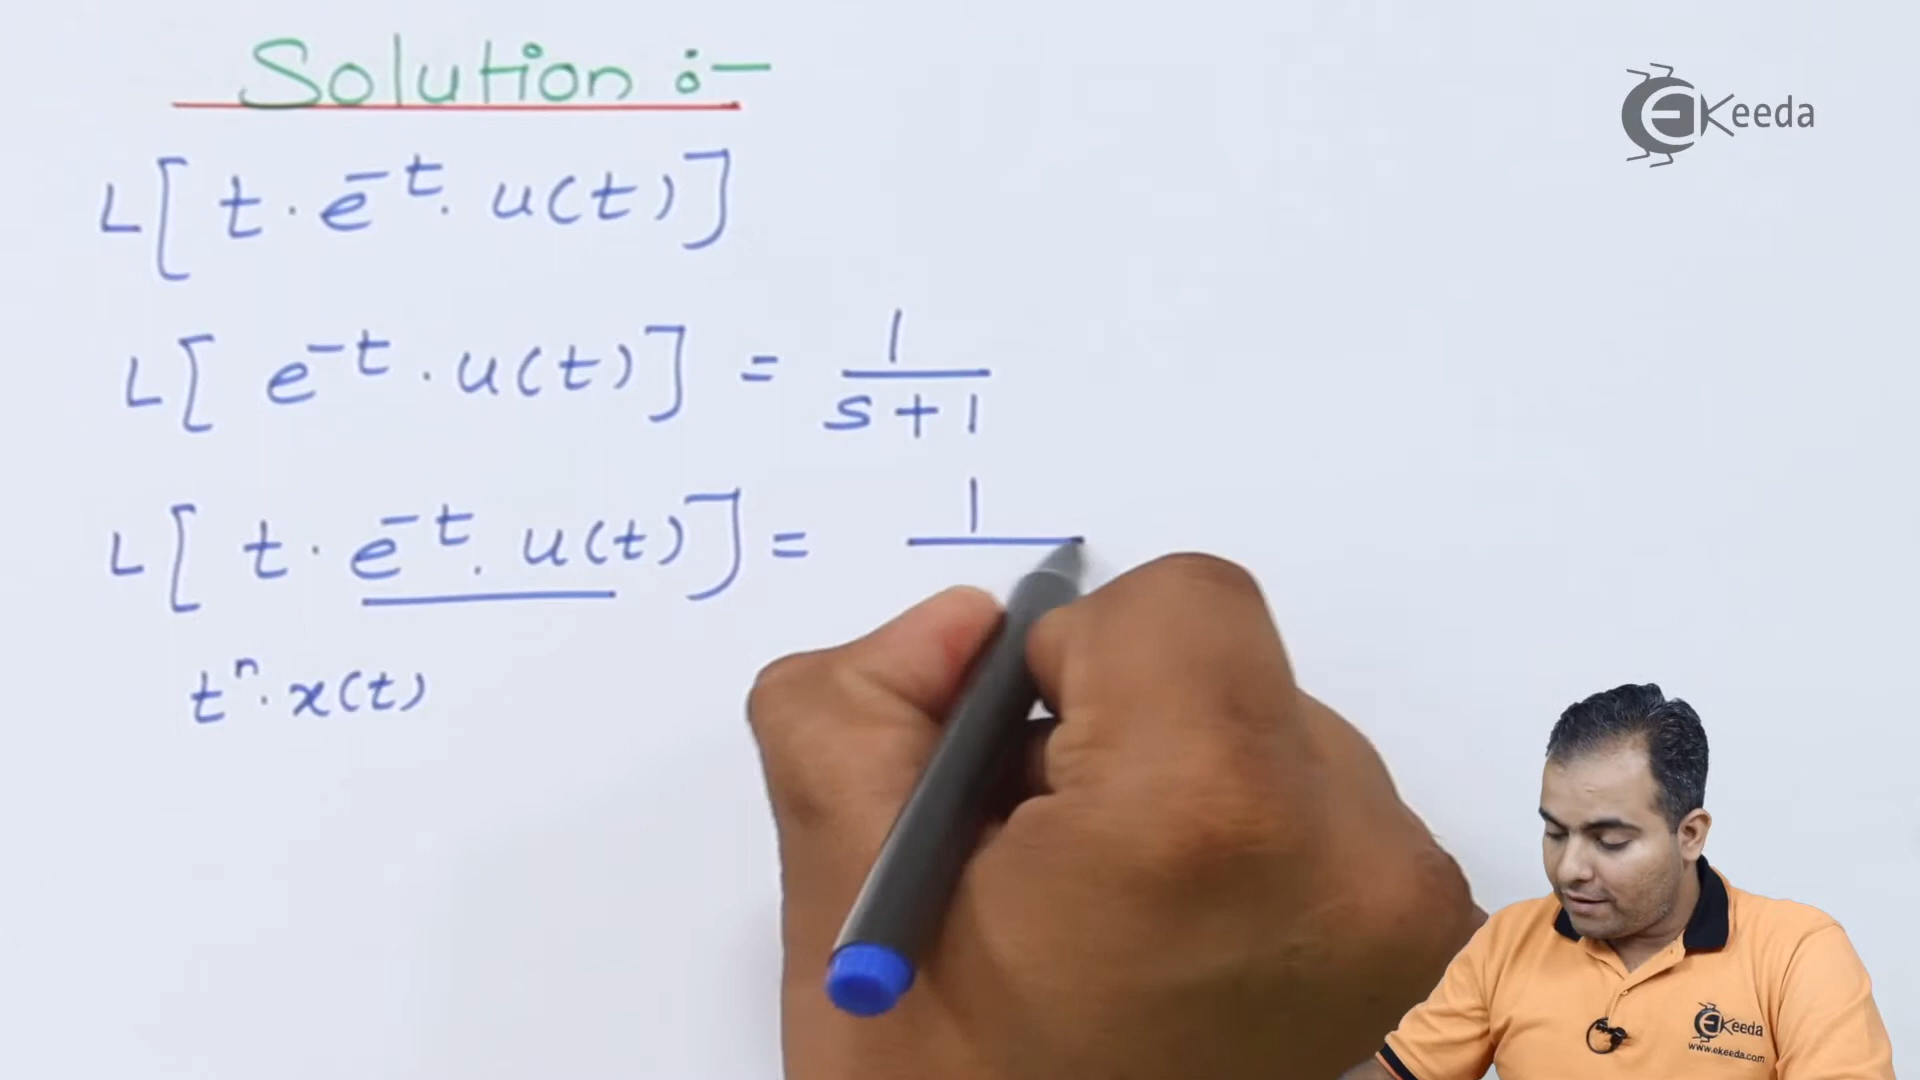 Solution :-
L[ t · e^-t · u(t) ]
L[ e^-t · u(t) ] = 1/(s+1)
L[ t · e^-t · u(t) ] = 1
t^n · x(t)
EKeeda
EKeeda
www.ekeeda.com